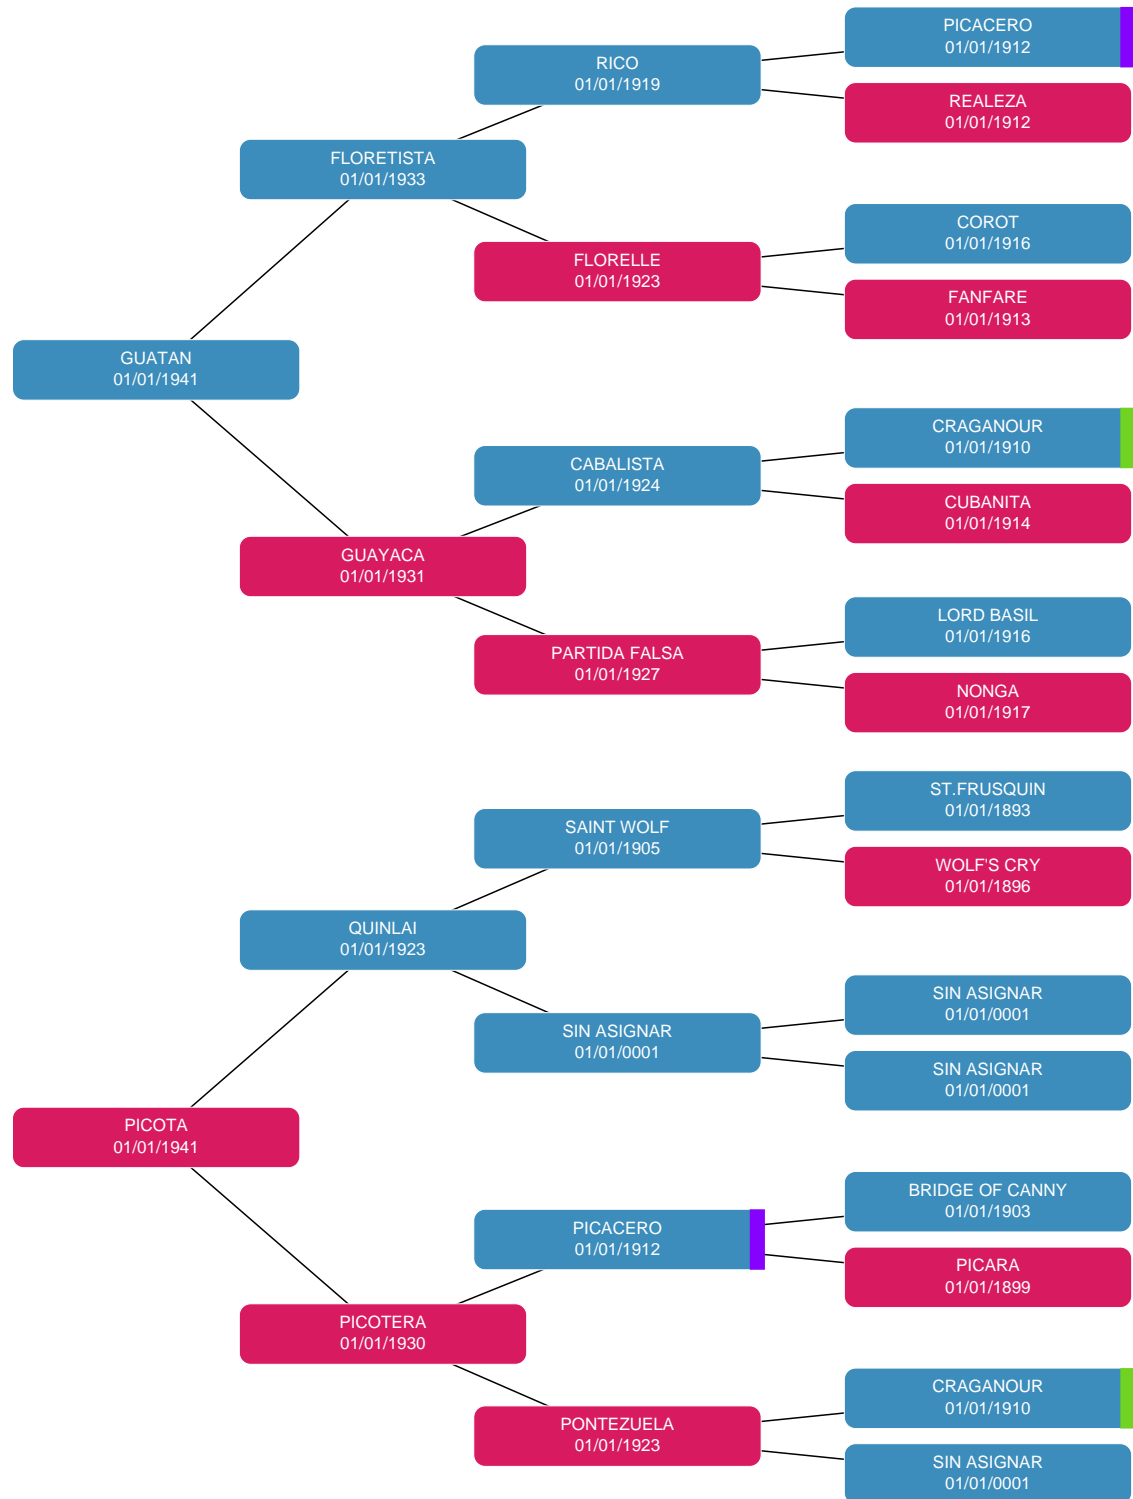 PICACERO
01/01/1912
RICO
01/01/1919
REALEZA
01/01/1912
FLORETISTA
01/01/1933
COROT
01/01/1916
FLORELLE
01/01/1923
FANFARE
01/01/1913
GUATAN
01/01/1941
CRAGANOUR
01/01/1910
CABALISTA
01/01/1924
CUBANITA
01/01/1914
GUAYACA
01/01/1931
LORD BASIL
01/01/1916
PARTIDA FALSA
01/01/1927
NONGA
01/01/1917
ST.FRUSQUIN
01/01/1893
SAINT WOLF
01/01/1905
WOLF'S CRY
01/01/1896
QUINLAI
01/01/1923
SIN ASIGNAR
01/01/0001
SIN ASIGNAR
01/01/0001
SIN ASIGNAR
01/01/0001
PICOTA
01/01/1941
BRIDGE OF CANNY
01/01/1903
PICACERO
01/01/1912
PICARA
01/01/1899
PICOTERA
01/01/1930
CRAGANOUR
01/01/1910
PONTEZUELA
01/01/1923
SIN ASIGNAR
01/01/0001